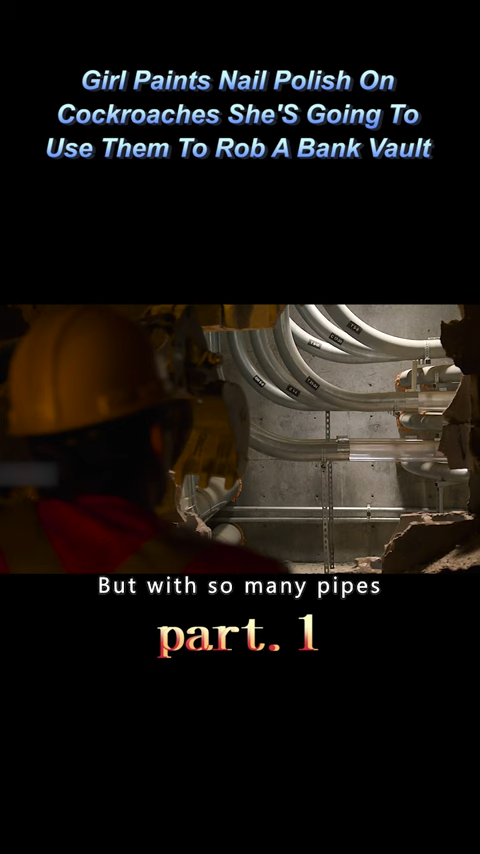 Girl Paints Nail Polish On
Cockroaches She'S Going To
Use Them To Rob A Bank Vault
But with so many pipes
part.1